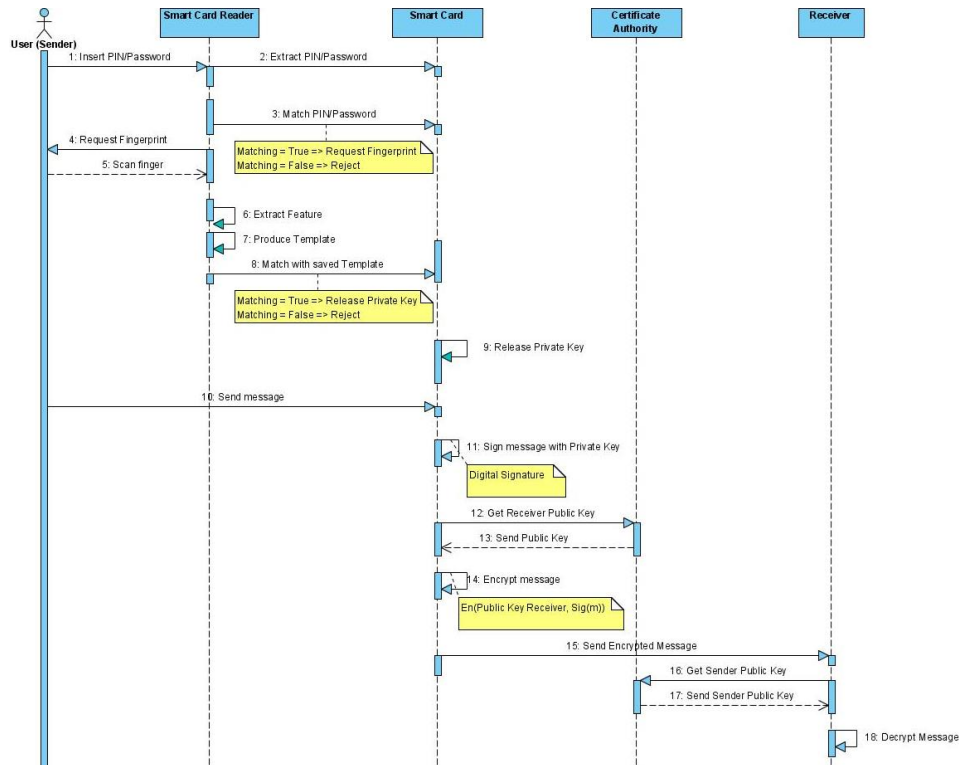 Smart Card Reader
Smart Card
Certificate
Authority
Receiver
User (Sender)
1: Insert PIN/Password
2: Extract PIN/Password
3: Match PIN/Password
4: Request Fingerprint
Matching = True => Request Fingerprint
Matching = False => Reject
5: Scan finger
6: Extract Feature
7: Produce Template
8: Match with saved Template
Matching = True => Release Private Key
Matching = False => Reject
9: Release Private Key
10: Send message
11: Sign message with Private Key
Digital Signature
12: Get Receiver Public Key
13: Send Public Key
14: Encrypt message
En(Public Key Receiver, Sig(m))
15: Send Encrypted Message
16: Get Sender Public Key
17: Send Sender Public Key
18: Decrypt Message